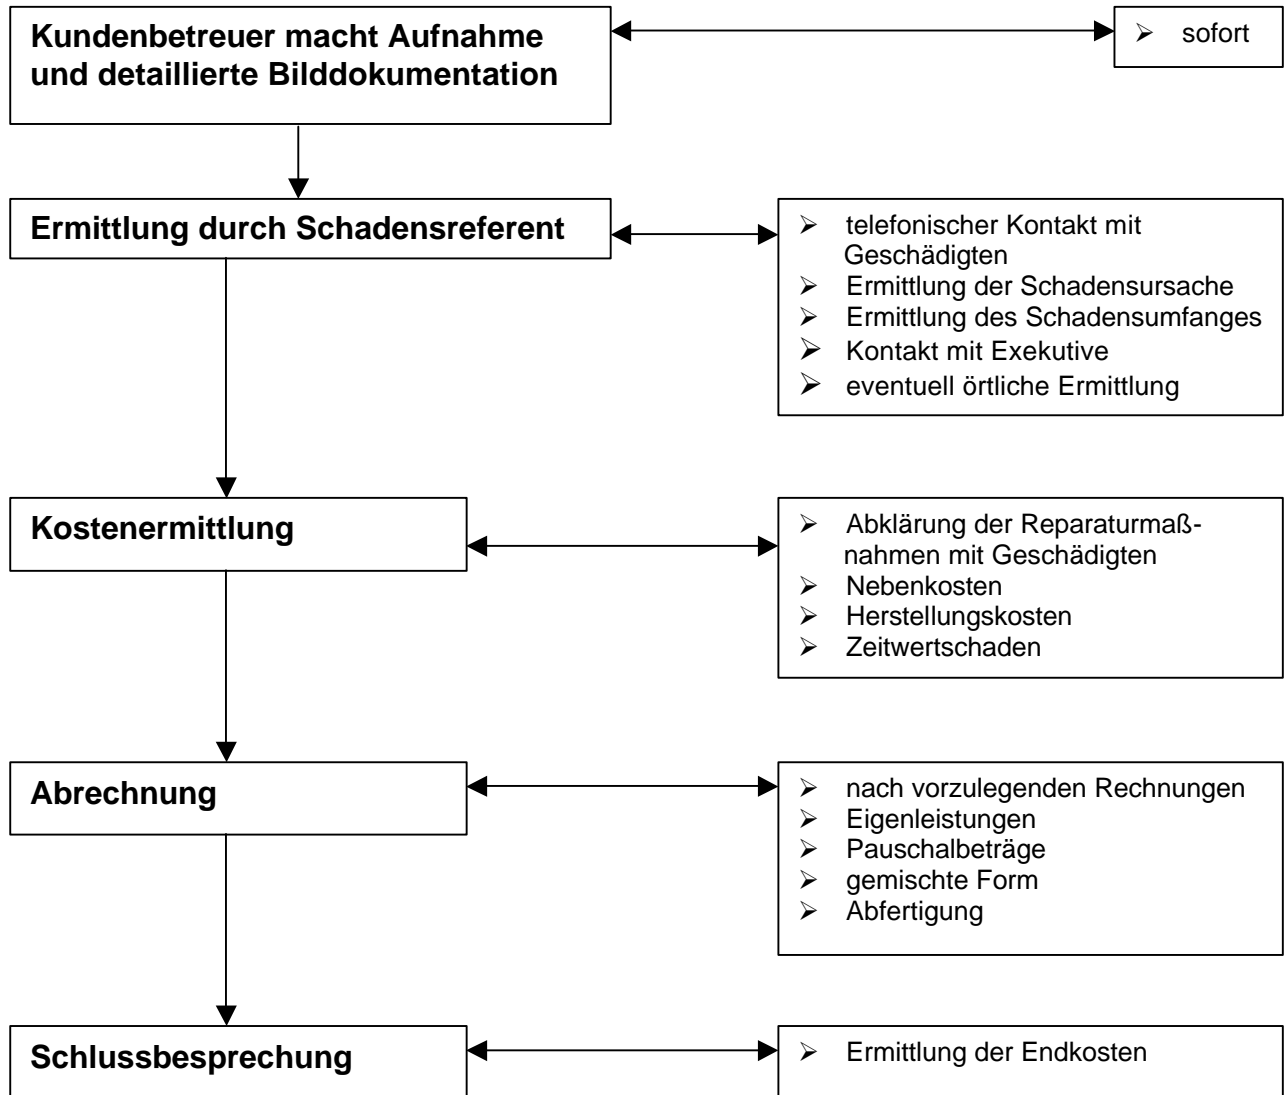 Kundenbetreuer macht Aufnahme
und detaillierte Bilddokumentation
➢ sofort
Ermittlung durch Schadensreferent
➢ telefonischer Kontakt mit
Geschädigten
➢ Ermittlung der Schadensursache
➢ Ermittlung des Schadensumfanges
➢ Kontakt mit Exekutive
➢ eventuell örtliche Ermittlung
Kostenermittlung
➢ Abklärung der Reparaturmaß-
nahmen mit Geschädigten
➢ Nebenkosten
➢ Herstellungskosten
➢ Zeitwertschaden
Abrechnung
➢ nach vorzulegenden Rechnungen
➢ Eigenleistungen
➢ Pauschalbeträge
➢ gemischte Form
➢ Abfertigung
Schlussbesprechung
➢ Ermittlung der Endkosten